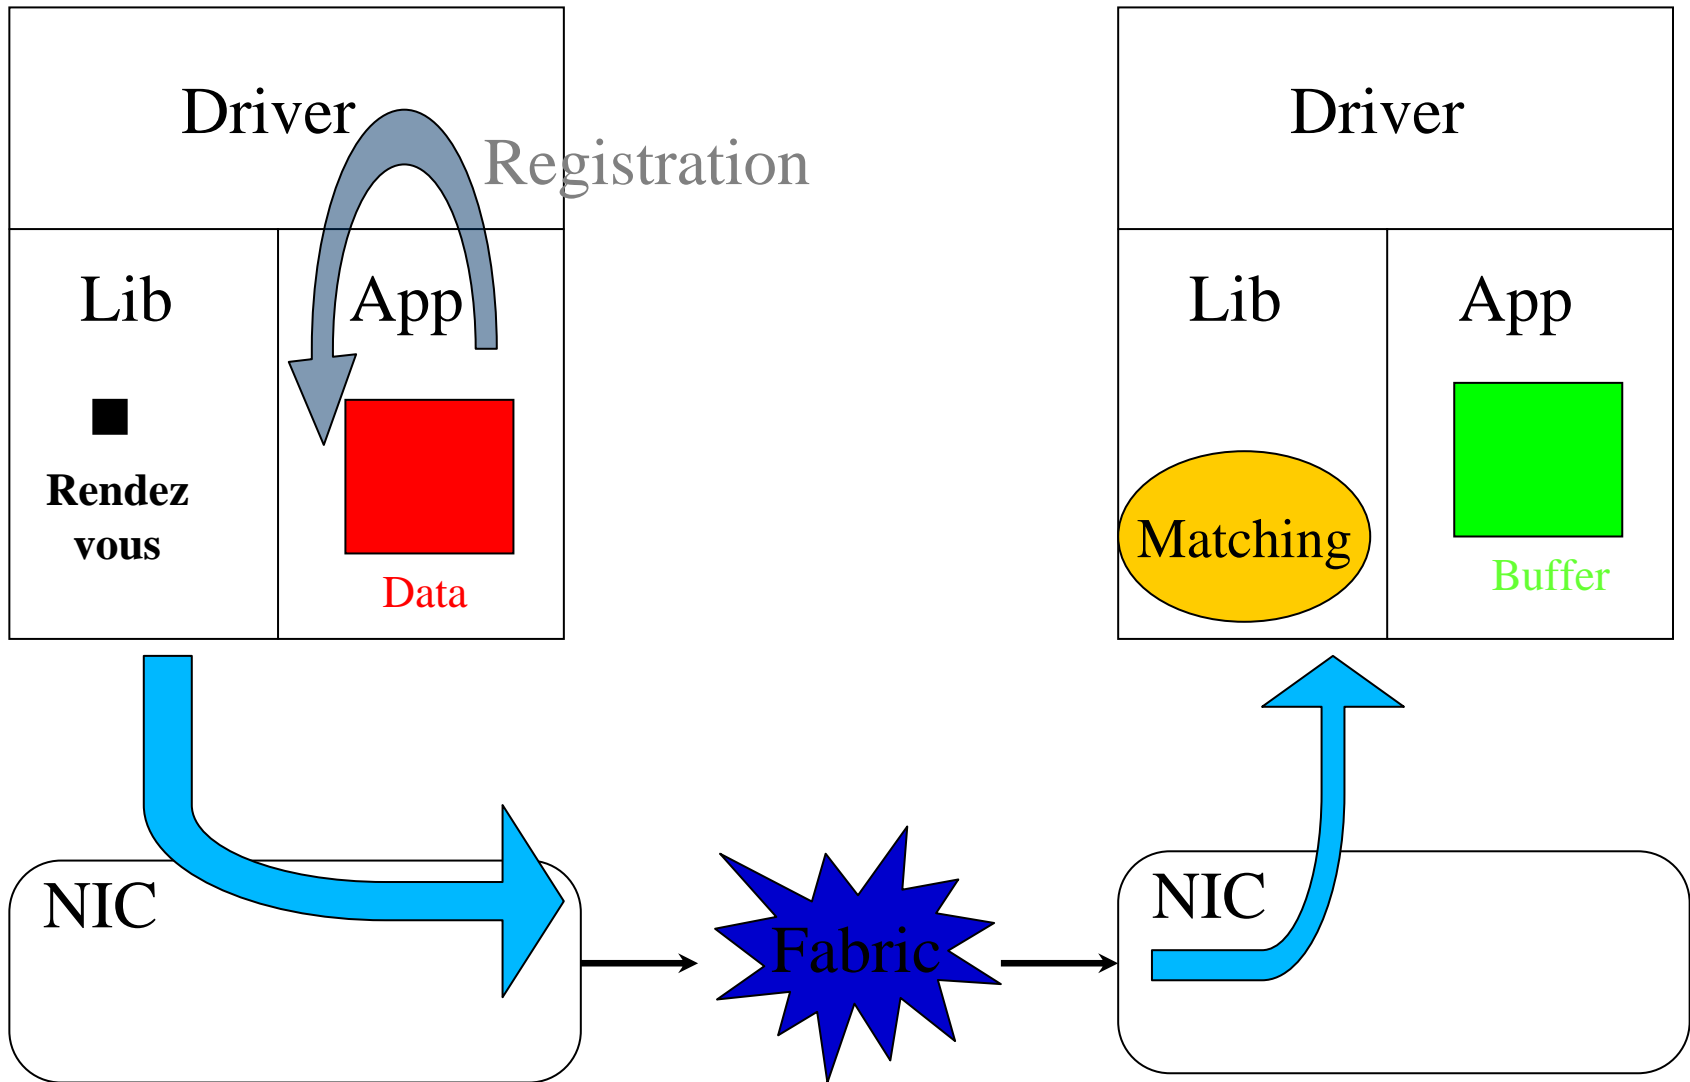 Driver
Registration
Lib
App
Rendez
vous
Data
NIC
Fabric
Driver
Lib
App
Matching
Buffer
NIC